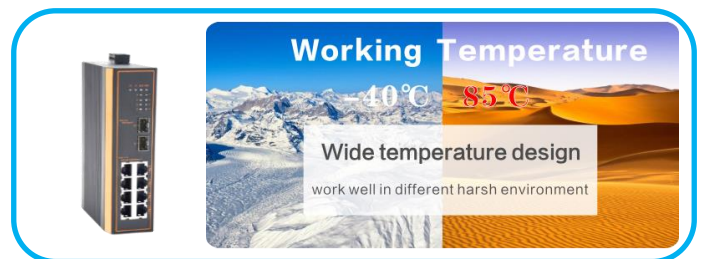 Working Temperature
-40℃ 85℃
Wide temperature design
work well in different harsh environment